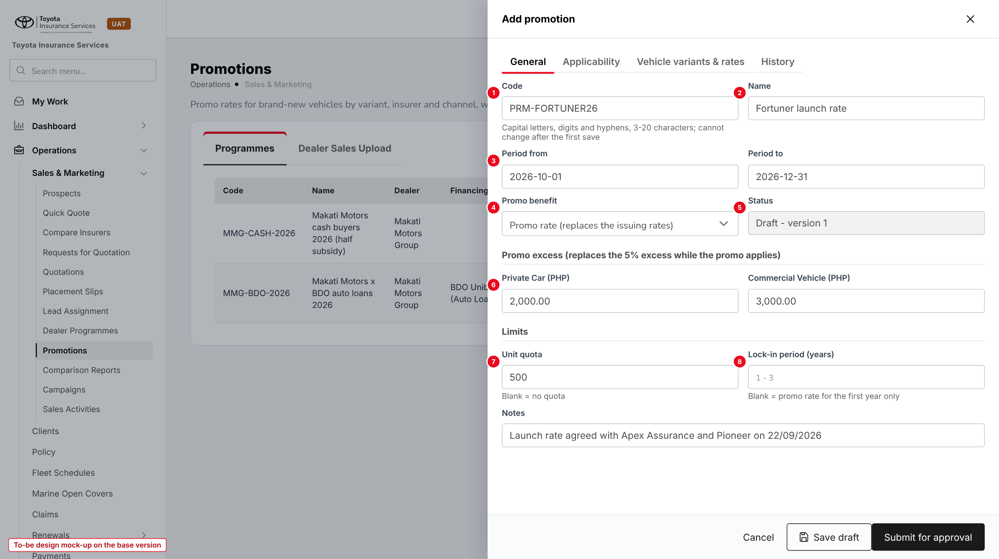 Toyota
Insurance Services
UAT
Toyota Insurance Services
Search menu...
My Work
Dashboard
Operations
Sales & Marketing
Prospects
Quick Quote
Compare Insurers
Requests for Quotation
Quotations
Placement Slips
Lead Assignment
Dealer Programmes
Promotions
Comparison Reports
Campaigns
Sales Activities
Clients
Policy
Fleet Schedules
Marine Open Covers
Claims
Renewals
To-be design mock-up on the base version
Payments
Promotions
Operations • Sales & Marketing
Promo rates for brand-new vehicles by variant, insurer and channel, w
Programmes
Dealer Sales Upload
Code Name Dealer Financing
MMG-CASH-2026
Makati Motors
cash buyers
2026 (half
subsidy)
Makati
Motors
Group
MMG-BDO-2026
Makati Motors x
BDO auto loans
2026
Makati
Motors
Group
BDO Unib
(Auto Loa
Add promotion
General Applicability Vehicle variants & rates History
1 Code
PRM-FORTUNER26
Capital letters, digits and hyphens, 3-20 characters; cannot
change after the first save
2 Name
Fortuner launch rate
3 Period from
2026-10-01
Period to
2026-12-31
4 Promo benefit
Promo rate (replaces the issuing rates)
5 Status
Draft - version 1
Promo excess (replaces the 5% excess while the promo applies)
6 Private Car (PHP)
2,000.00
Commercial Vehicle (PHP)
3,000.00
Limits
7 Unit quota
500
Blank = no quota
8 Lock-in period (years)
1 - 3
Blank = promo rate for the first year only
Notes
Launch rate agreed with Apex Assurance and Pioneer on 22/09/2026
Cancel
Save draft
Submit for approval